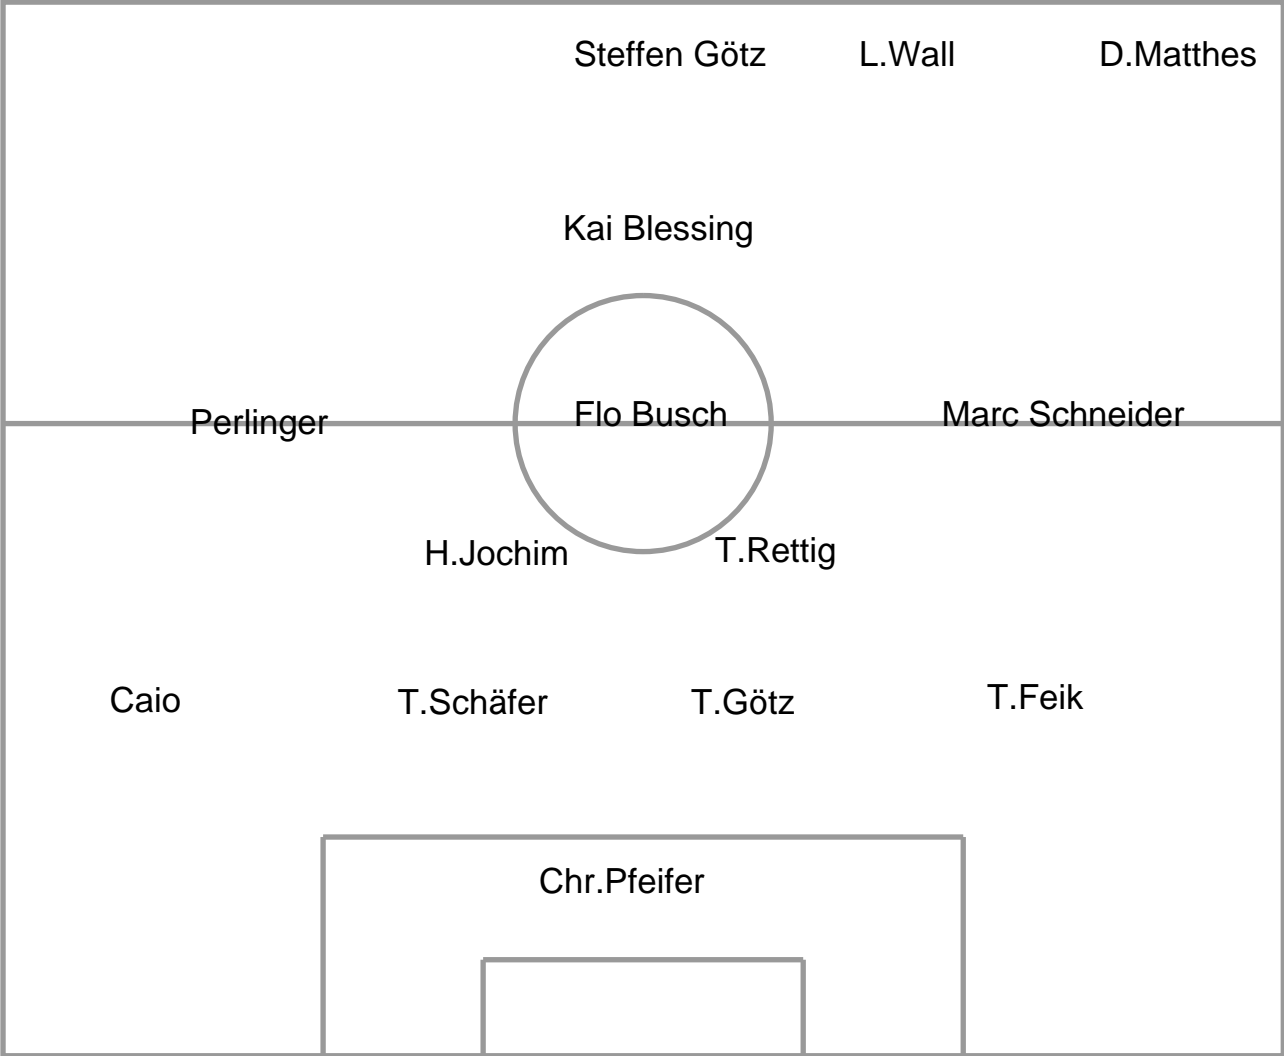 Steffen Götz L.Wall D.Matthes
Kai Blessing
Perlinger Flo Busch Marc Schneider
H.Jochim T.Rettig
Caio T.Schäfer T.Götz T.Feik
Chr.Pfeifer